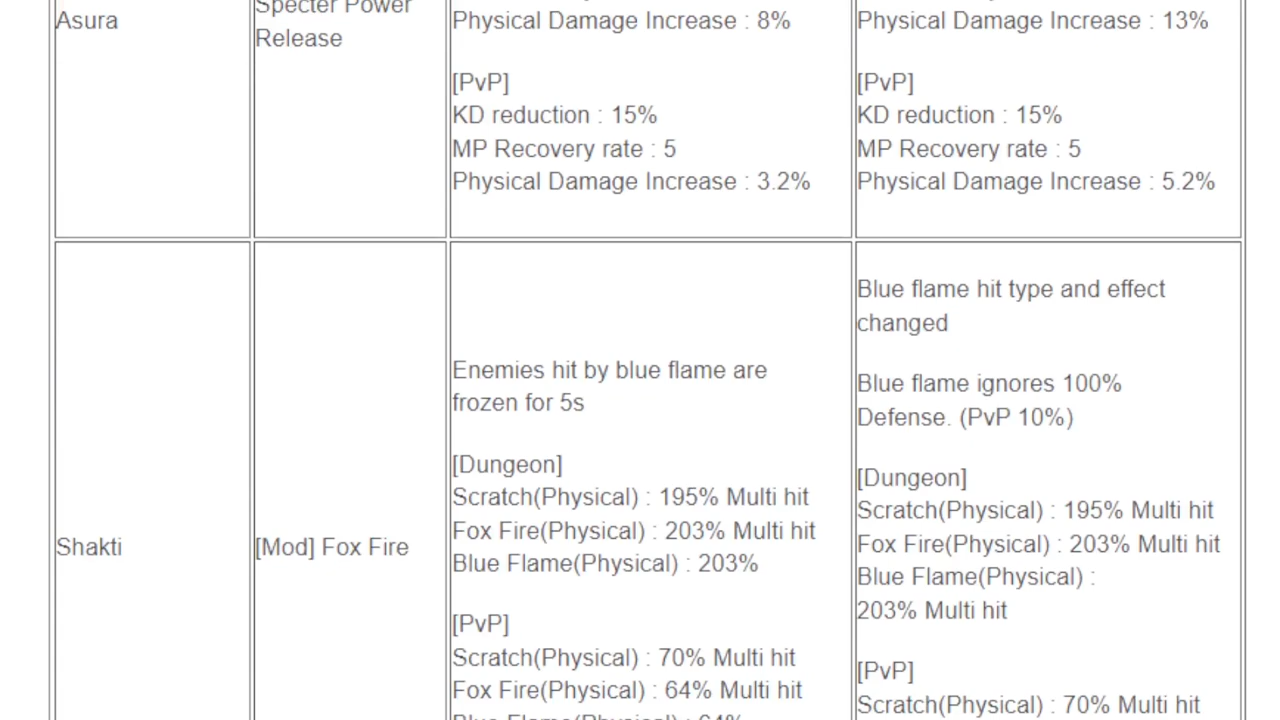 Asura
Specter Power
Release
Physical Damage Increase : 8%
[PvP]
KD reduction : 15%
MP Recovery rate : 5
Physical Damage Increase : 3.2%
Physical Damage Increase : 13%
[PvP]
KD reduction : 15%
MP Recovery rate : 5
Physical Damage Increase : 5.2%
Shakti
[Mod] Fox Fire
Enemies hit by blue flame are
frozen for 5s
[Dungeon]
Scratch(Physical) : 195% Multi hit
Fox Fire(Physical) : 203% Multi hit
Blue Flame(Physical) : 203%
[PvP]
Scratch(Physical) : 70% Multi hit
Fox Fire(Physical) : 64% Multi hit
Blue Flame(Physical) : 64%
Blue flame hit type and effect
changed
Blue flame ignores 100%
Defense. (PvP 10%)
[Dungeon]
Scratch(Physical) : 195% Multi hit
Fox Fire(Physical) : 203% Multi hit
Blue Flame(Physical) :
203% Multi hit
[PvP]
Scratch(Physical) : 70% Multi hit